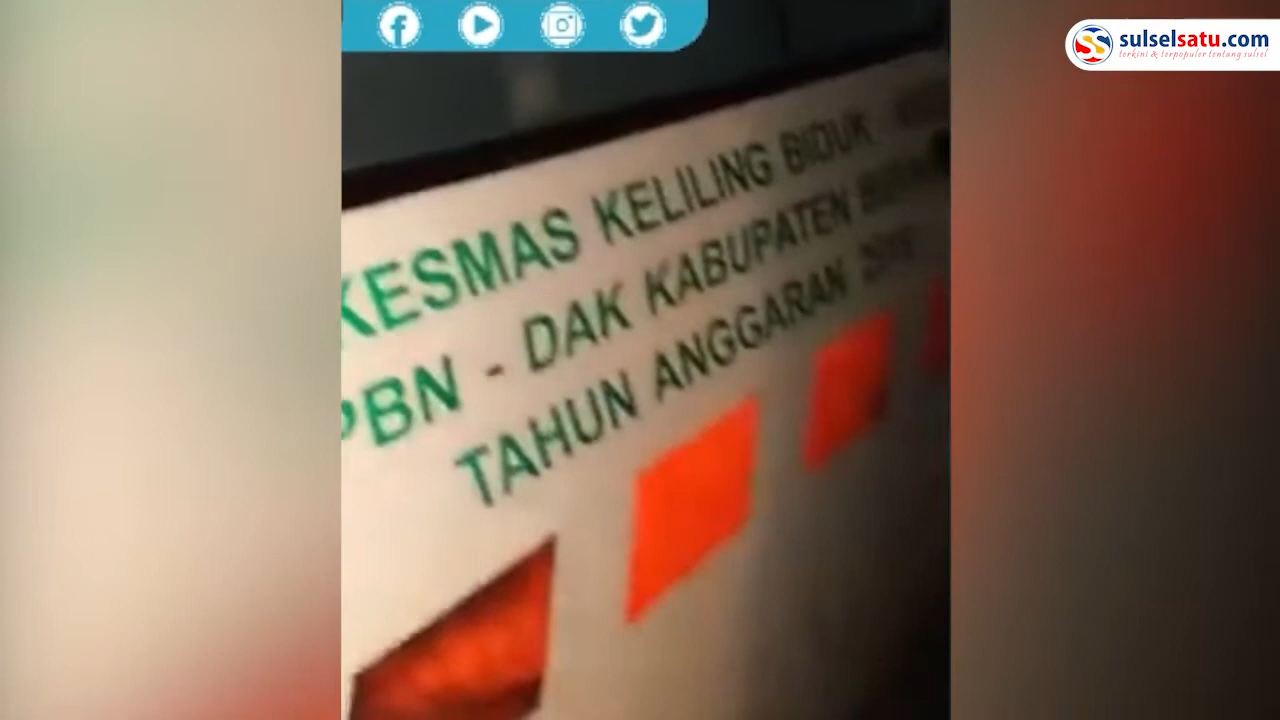 sulselsatu.com
terkini & terpopuler tentang sulsel
KESMAS KELILING BIDUK
PBN - DAK KABUPATEN
TAHUN ANGGARAN